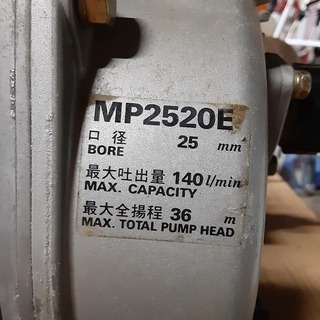 MP2520E
口径 25 mm
BORE
最大吐出量 140 l/min
MAX. CAPACITY
最大全揚程 36 m
MAX. TOTAL PUMP HEAD